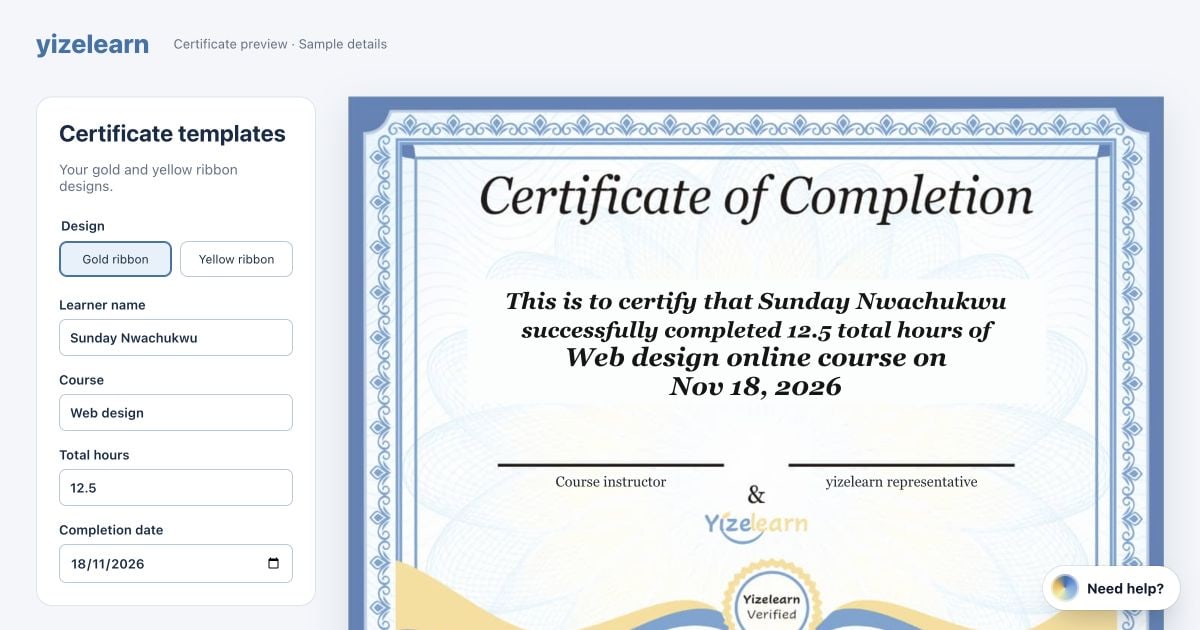 yizelearn
Certificate preview · Sample details
Certificate templates
Your gold and yellow ribbon
designs.
Design
Gold ribbon
Yellow ribbon
Learner name
Sunday Nwachukwu
Course
Web design
Total hours
12.5
Completion date
18/11/2026
Certificate of Completion
This is to certify that Sunday Nwachukwu
successfully completed 12.5 total hours of
Web design online course on
Nov 18, 2026
Course instructor
yizelearn representative
&
Yizelearn
Yizelearn
Verified
Need help?